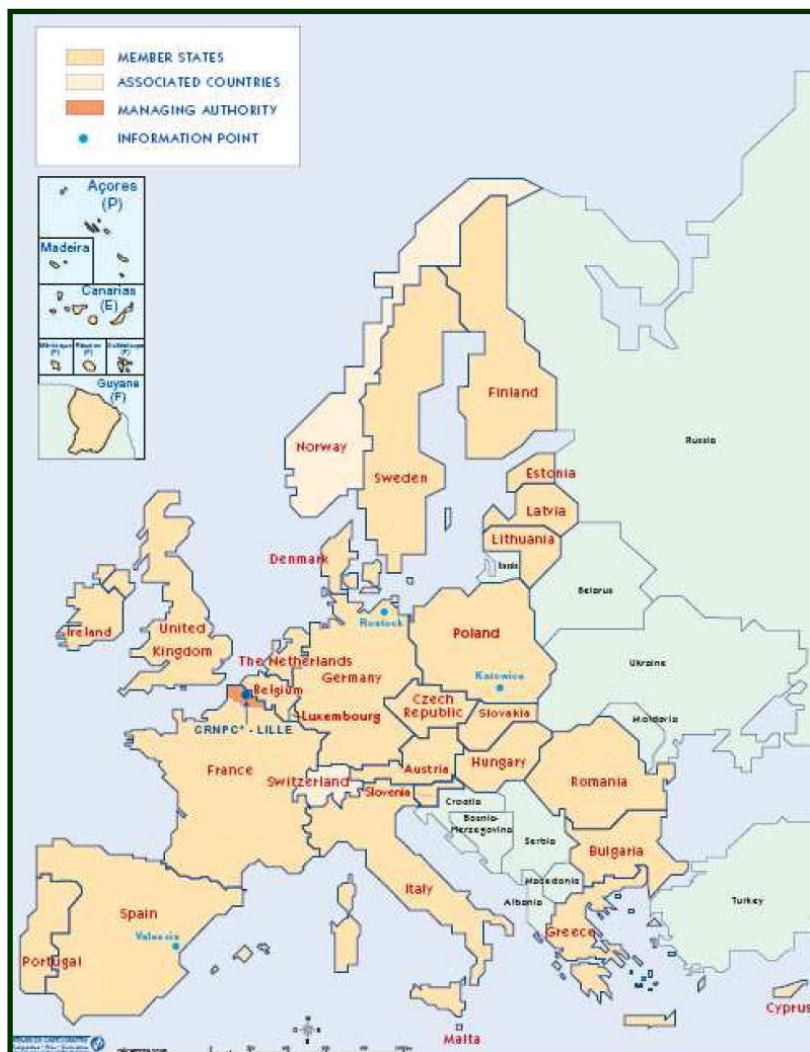 MEMBER STATES
ASSOCIATED COUNTRIES
MANAGING AUTHORITY
INFORMATION POINT
Açores
(P)
Madeira
Canarias
(E)
Guyane
(F)
Norway
Sweden
Finland
Russia
Estonia
Latvia
Lithuania
Denmark
Belarus
Ireland
United
Kingdom
Rostock
Poland
The Netherlands
Germany
Ukraine
Katowice
Belgium
Czech
Republic
Luxembourg
Slovakia
Moldavia
GRNPC* - LILLE
France
Switzerland
Austria
Hungary
Romania
Slovenia
Croatia
Bosnia-
Herzegovina
Serbia
Bulgaria
Italy
Macedonia
Albania
Turkey
Spain
Valencia
Greece
Portugal
Cyprus
Malta